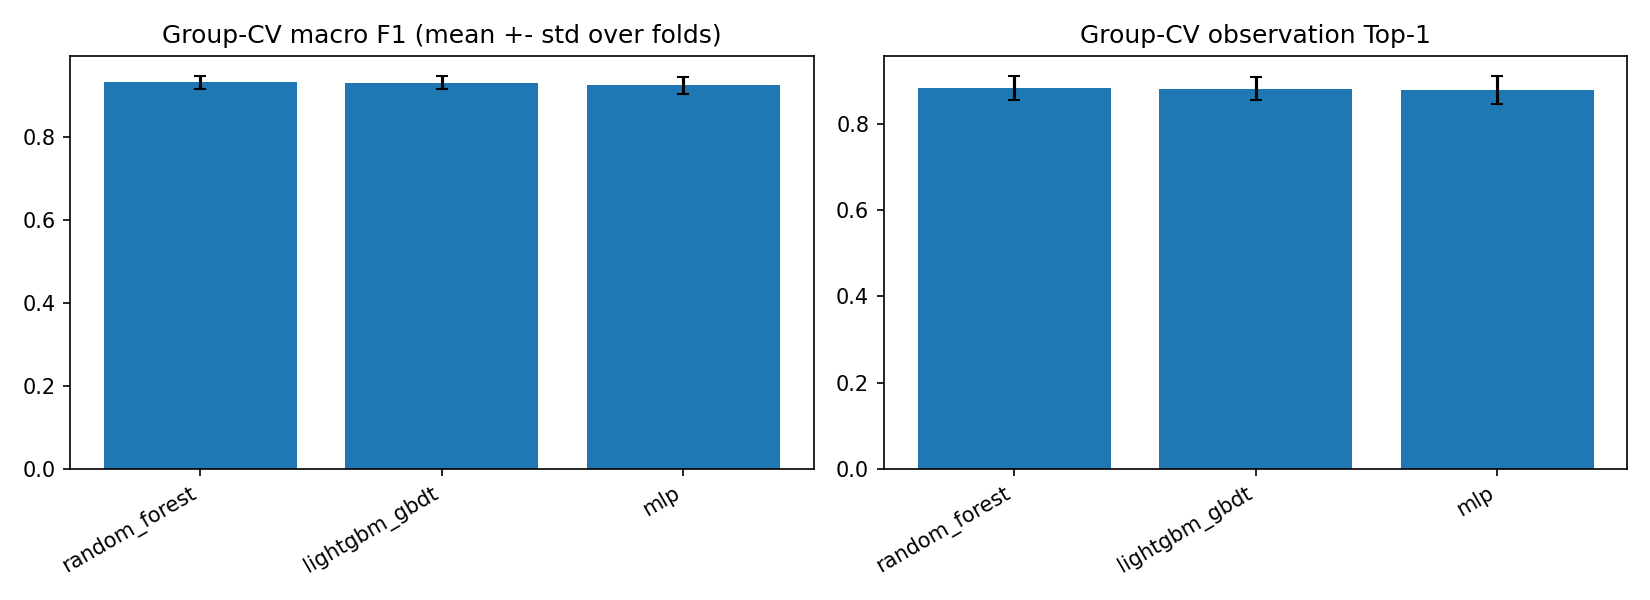 Group-CV macro F1 (mean +- std over folds)
0.8
0.6
0.4
0.2
0.0
random_forest
lightgbm_gbdt
mlp
Group-CV observation Top-1
0.8
0.6
0.4
0.2
0.0
random_forest
lightgbm_gbdt
mlp